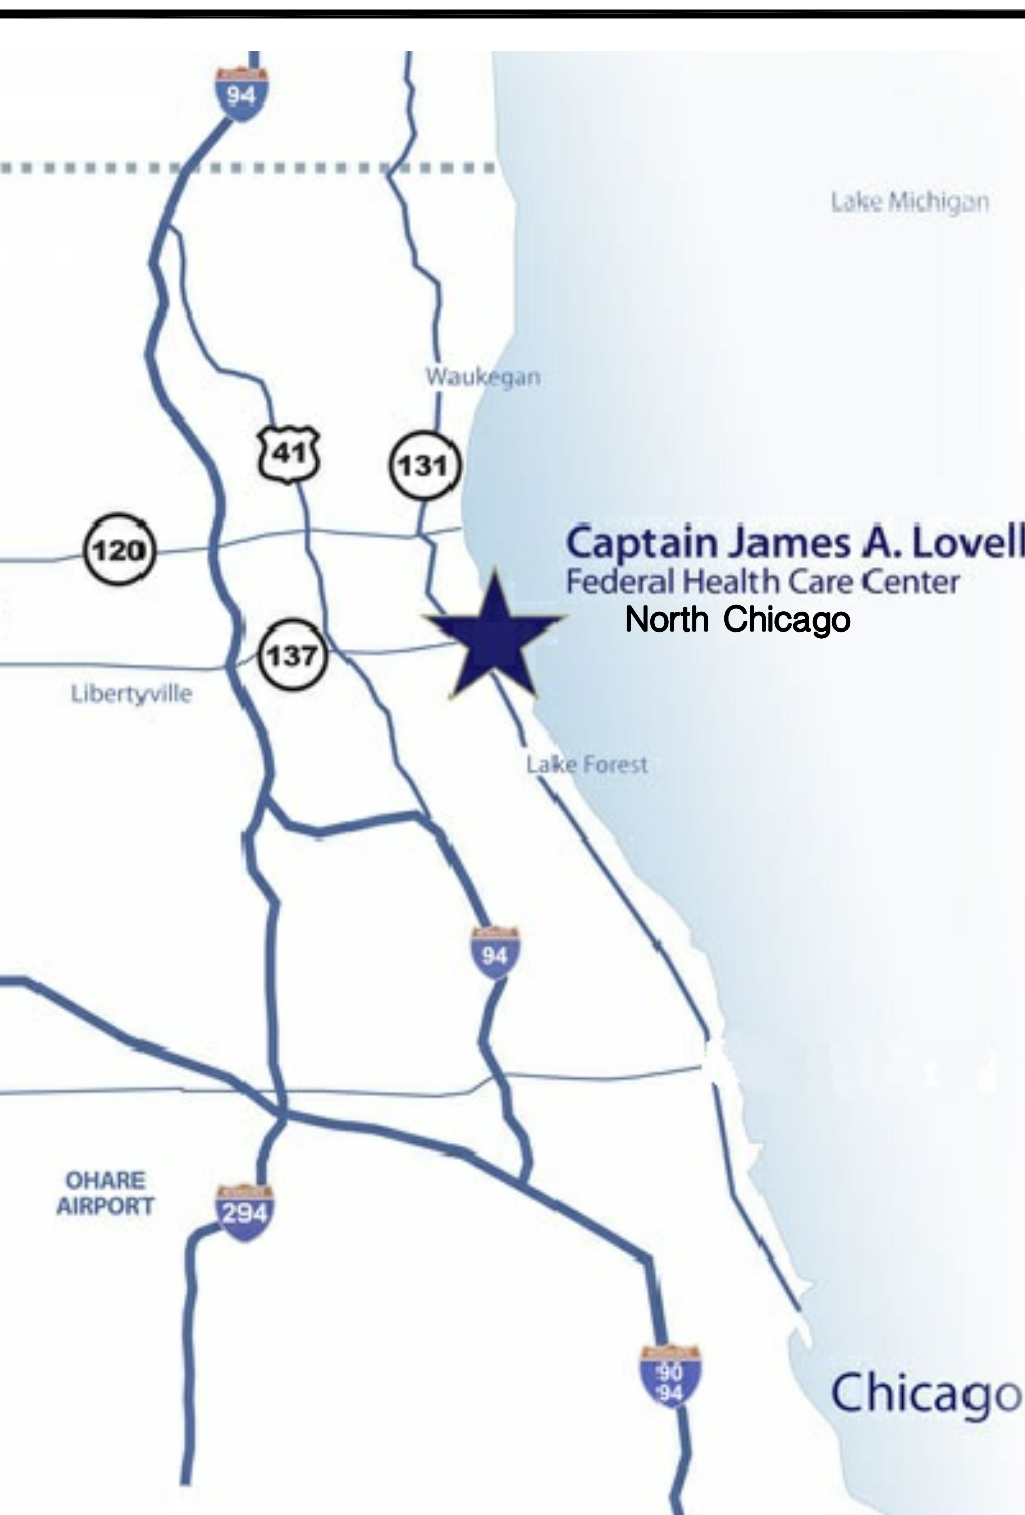 94
Lake Michigan
Waukegan
41
131
120
Captain James A. Lovell
Federal Health Care Center
North Chicago
137
Libertyville
Lake Forest
94
OHARE
AIRPORT
294
90
94
Chicago